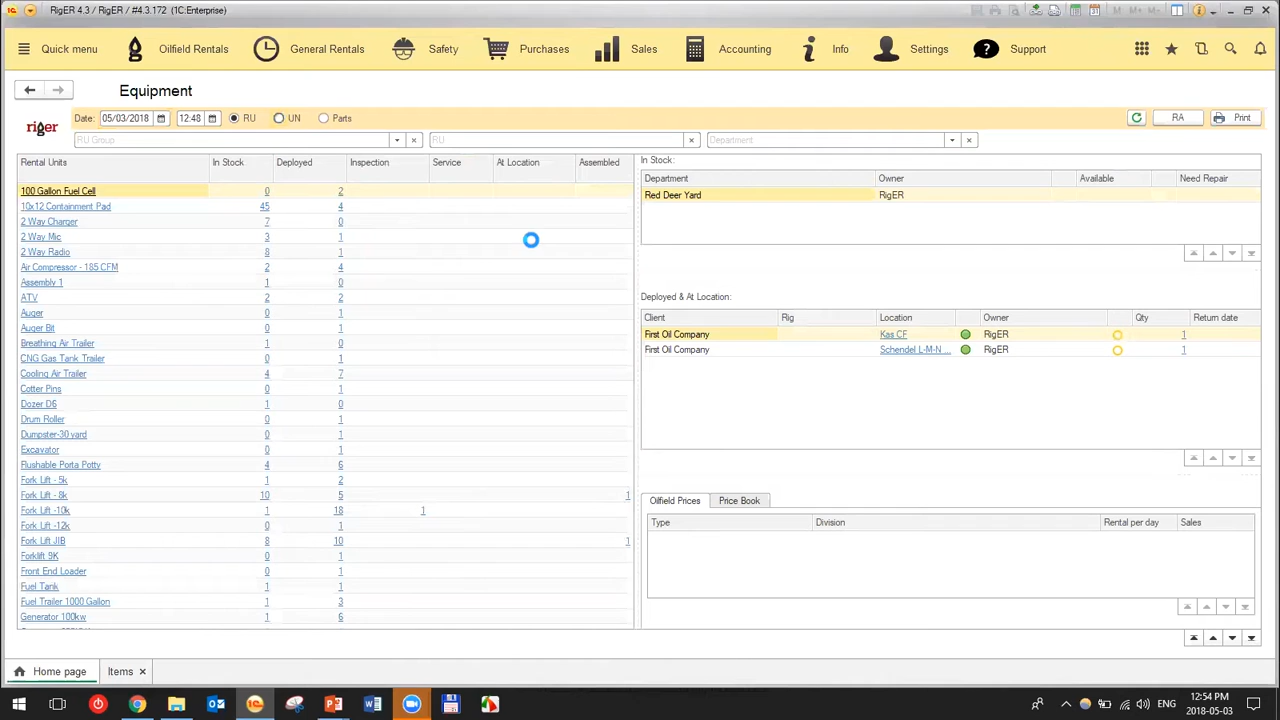 RigER 4.3 / RigER / #4.3.172 (1C:Enterprise)
M M+ M-
Quick menu Oilfield Rentals General Rentals Safety Purchases Sales Accounting Info Settings Support
Equipment
riger Date: 05/03/2018 12:48 RU UN Parts RA Print
RU Group RU Department
Rental Units In Stock Deployed Inspection Service At Location Assembled
100 Gallon Fuel Cell 0 2
10x12 Containment Pad 45 4
2 Way Charger 7 0
2 Way Mic 3 1
2 Way Radio 8 1
Air Compressor - 185 CFM 2 4
Assembly 1 1 0
ATV 2 2
Auger 0 1
Auger Bit 0 1
Breathing Air Trailer 1 0
CNG Gas Tank Trailer 0 1
Cooling Air Trailer 4 7
Cotter Pins 0 1
Dozer D6 1 0
Drum Roller 0 1
Dumpster-30 yard 0 1
Excavator 0 1
Flushable Porta Potty 4 6
Fork Lift - 5k 1 2
Fork Lift - 8k 10 5 1
Fork Lift -10k 1 18 1
Fork Lift -12k 0 1
Fork Lift JIB 8 10 1
Forklift 9K 0 1
Front End Loader 0 1
Fuel Tank 1 1
Fuel Trailer 1000 Gallon 1 3
Generator 100kw 1 6
In Stock:
Department Owner Available Need Repair
Red Deer Yard RigER
Deployed & At Location:
Client Rig Location Owner Qty Return date
First Oil Company Kas CF RigER 1
First Oil Company Schendel L-M-N ... RigER 1
Oilfield Prices Price Book
Type Division Rental per day Sales
Home page Items
ENG 12:54 PM
2018-05-03